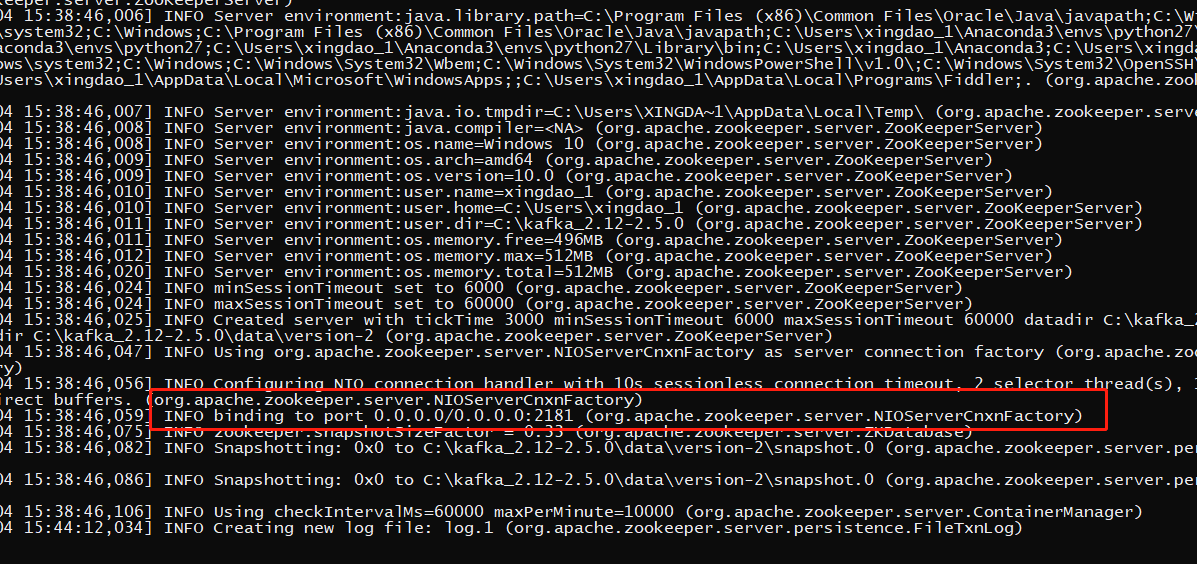 keeper.server.ZooKeeperServer)
04 15:38:46,006] INFO Server environment:java.library.path=C:\Program Files (x86)\Common Files\Oracle\Java\javapath;C:\W
\system32;C:\Windows;C:\Program Files (x86)\Common Files\Oracle\Java\javapath;C:\Users\xingdao_1\Anaconda3\envs\python27\
aconda3\envs\python27;C:\Users\xingdao_1\Anaconda3\envs\python27\Library\bin;C:\Users\xingdao_1\Anaconda3;C:\Users\xingda
ows\system32;C:\Windows;C:\Windows\System32\Wbem;C:\Windows\System32\WindowsPowerShell\v1.0\;C:\Windows\System32\OpenSSH\
Users\xingdao_1\AppData\Local\Microsoft\WindowsApps;;C:\Users\xingdao_1\AppData\Local\Programs\Fiddler;. (org.apache.zook
04 15:38:46,007] INFO Server environment:java.io.tmpdir=C:\Users\XINGDA~1\AppData\Local\Temp\ (org.apache.zookeeper.serve
04 15:38:46,008] INFO Server environment:java.compiler=<NA> (org.apache.zookeeper.server.ZooKeeperServer)
04 15:38:46,008] INFO Server environment:os.name=Windows 10 (org.apache.zookeeper.server.ZooKeeperServer)
04 15:38:46,009] INFO Server environment:os.arch=amd64 (org.apache.zookeeper.server.ZooKeeperServer)
04 15:38:46,009] INFO Server environment:os.version=10.0 (org.apache.zookeeper.server.ZooKeeperServer)
04 15:38:46,010] INFO Server environment:user.name=xingdao_1 (org.apache.zookeeper.server.ZooKeeperServer)
04 15:38:46,010] INFO Server environment:user.home=C:\Users\xingdao_1 (org.apache.zookeeper.server.ZooKeeperServer)
04 15:38:46,011] INFO Server environment:user.dir=C:\kafka_2.12-2.5.0 (org.apache.zookeeper.server.ZooKeeperServer)
04 15:38:46,011] INFO Server environment:os.memory.free=496MB (org.apache.zookeeper.server.ZooKeeperServer)
04 15:38:46,012] INFO Server environment:os.memory.max=512MB (org.apache.zookeeper.server.ZooKeeperServer)
04 15:38:46,020] INFO Server environment:os.memory.total=512MB (org.apache.zookeeper.server.ZooKeeperServer)
04 15:38:46,024] INFO minSessionTimeout set to 6000 (org.apache.zookeeper.server.ZooKeeperServer)
04 15:38:46,024] INFO maxSessionTimeout set to 60000 (org.apache.zookeeper.server.ZooKeeperServer)
04 15:38:46,025] INFO Created server with tickTime 3000 minSessionTimeout 6000 maxSessionTimeout 60000 datadir C:\kafka_2
dir C:\kafka_2.12-2.5.0\data\version-2 (org.apache.zookeeper.server.ZooKeeperServer)
04 15:38:46,047] INFO Using org.apache.zookeeper.server.NIOServerCnxnFactory as server connection factory (org.apache.zoo
ry)
04 15:38:46,056] INFO Configuring NIO connection handler with 10s sessionless connection timeout, 2 selector thread(s), 1
irect buffers. (org.apache.zookeeper.server.NIOServerCnxnFactory)
04 15:38:46,059] INFO binding to port 0.0.0.0/0.0.0.0:2181 (org.apache.zookeeper.server.NIOServerCnxnFactory)
04 15:38:46,075] INFO zookeeper.snapshotSizeFactor = 0.33 (org.apache.zookeeper.server.ZKDatabase)
04 15:38:46,082] INFO Snapshotting: 0x0 to C:\kafka_2.12-2.5.0\data\version-2\snapshot.0 (org.apache.zookeeper.server.per
04 15:38:46,086] INFO Snapshotting: 0x0 to C:\kafka_2.12-2.5.0\data\version-2\snapshot.0 (org.apache.zookeeper.server.per
04 15:38:46,106] INFO Using checkIntervalMs=60000 maxPerMinute=10000 (org.apache.zookeeper.server.ContainerManager)
04 15:44:12,034] INFO Creating new log file: log.1 (org.apache.zookeeper.server.persistence.FileTxnLog)